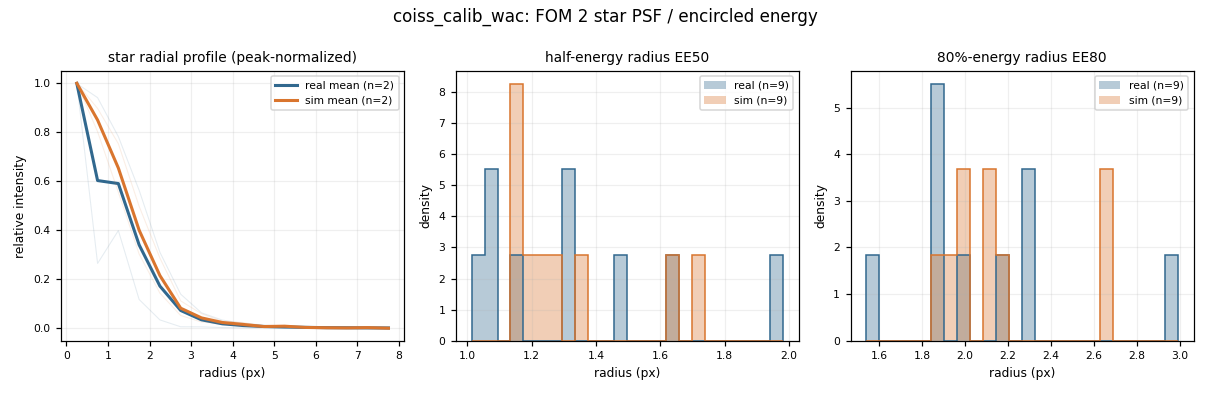 coiss_calib_wac: FOM 2 star PSF / encircled energy
star radial profile (peak-normalized)
real mean (n=2)
sim mean (n=2)
relative intensity
1.0
0.8
0.6
0.4
0.2
0.0
0 1 2 3 4 5 6 7 8
radius (px)
half-energy radius EE50
real (n=9)
sim (n=9)
density
8
7
6
5
4
3
2
1
0
1.0 1.2 1.4 1.6 1.8 2.0
radius (px)
80%-energy radius EE80
real (n=9)
sim (n=9)
density
5
4
3
2
1
0
1.6 1.8 2.0 2.2 2.4 2.6 2.8 3.0
radius (px)